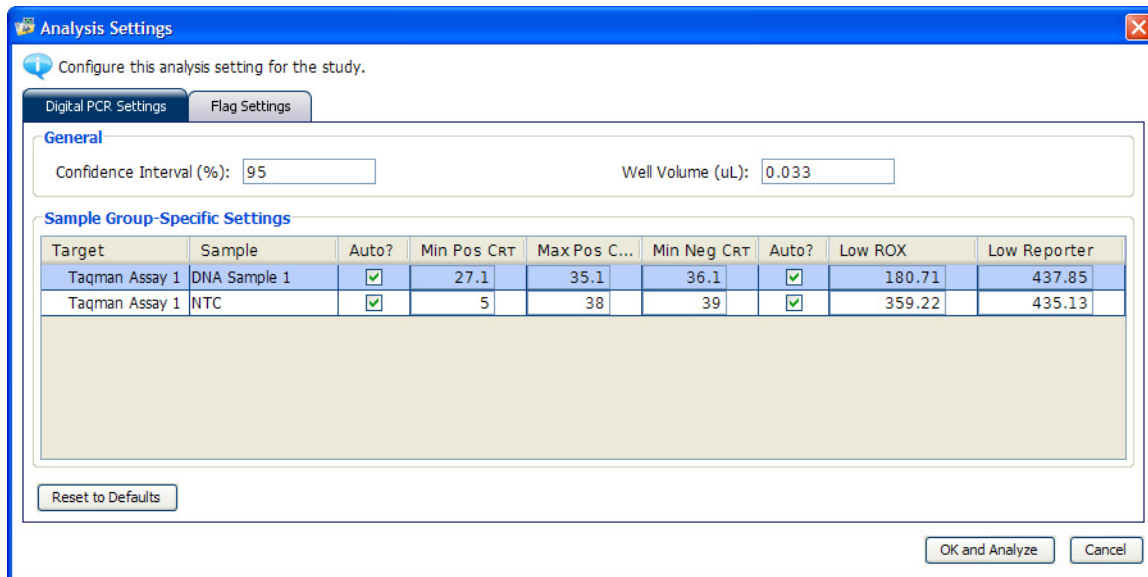 Analysis Settings
Configure this analysis setting for the study.
Digital PCR Settings Flag Settings
General
Confidence Interval (%): 95 Well Volume (uL): 0.033
Sample Group-Specific Settings
Target Sample Auto? Min Pos CRT Max Pos C... Min Neg CRT Auto? Low ROX Low Reporter
Taqman Assay 1 DNA Sample 1 27.1 35.1 36.1 180.71 437.85
Taqman Assay 1 NTC 5 38 39 359.22 435.13
Reset to Defaults
OK and Analyze Cancel